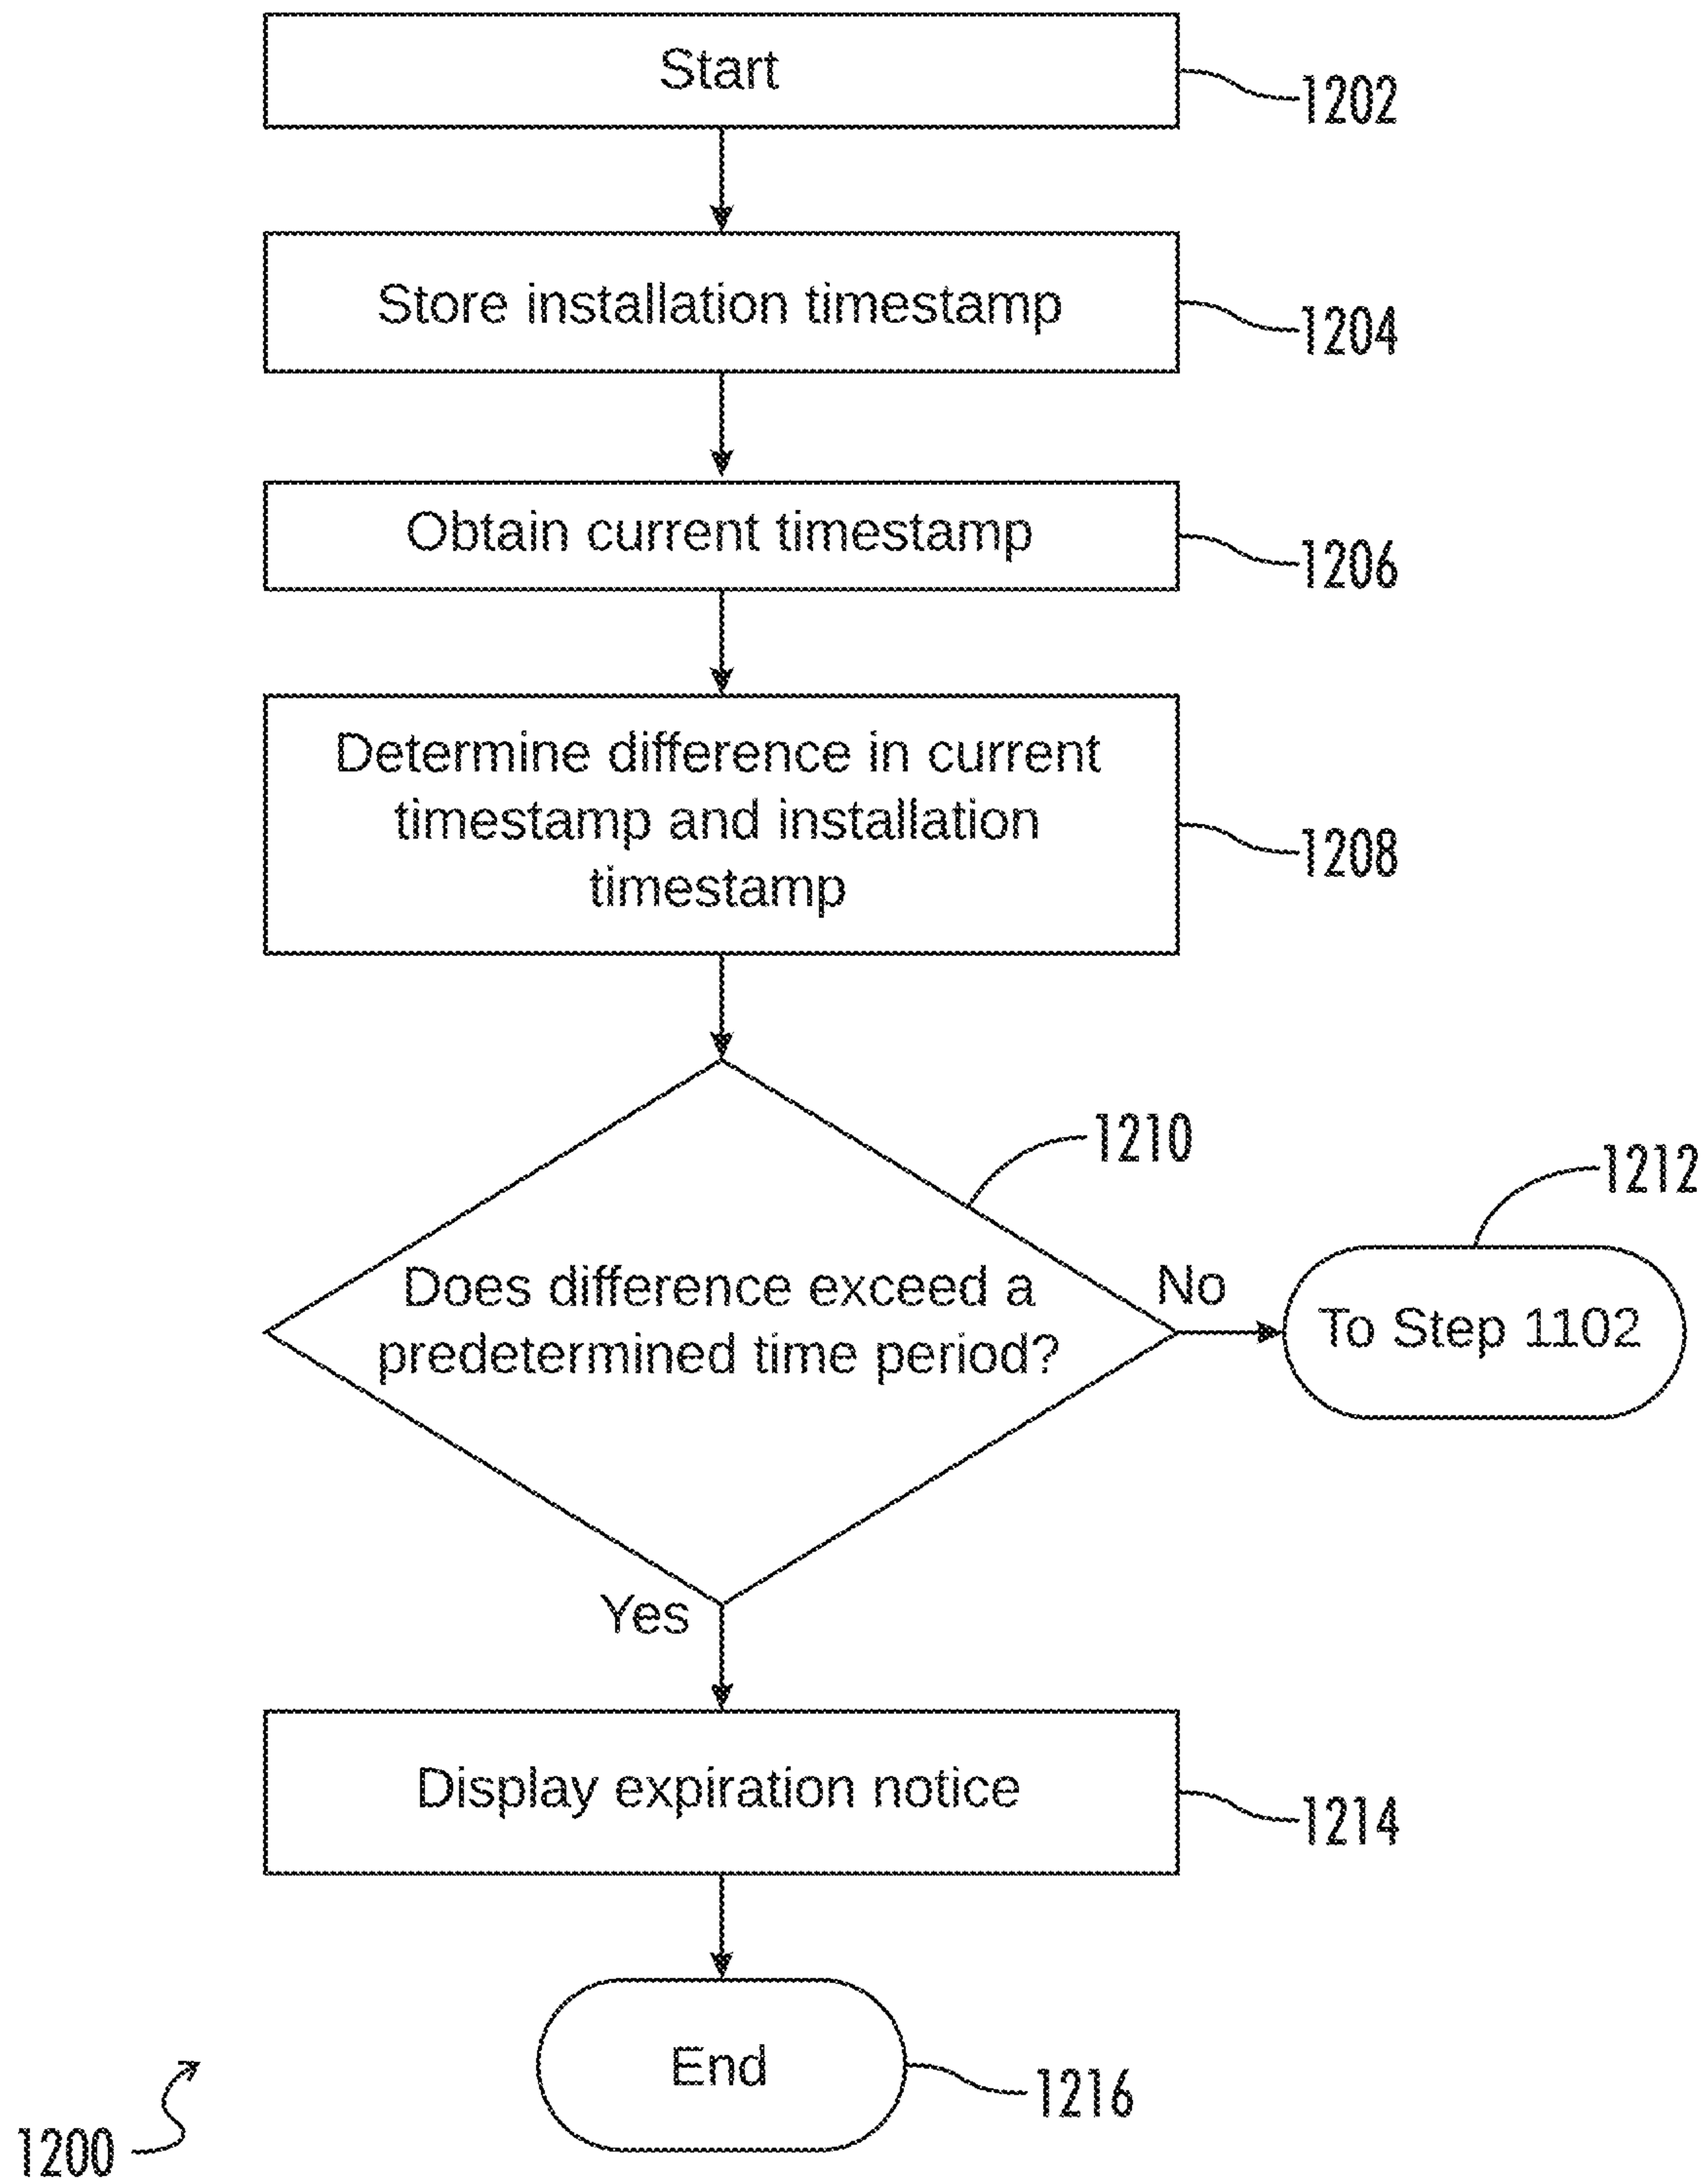 Start
1202
Store installation timestamp
1204
Obtain current timestamp
1206
Determine difference in current
timestamp and installation
timestamp
1208
1210
1212
Does difference exceed a
predetermined time period?
No
To Step 1102
Yes
Display expiration notice
1214
End
1216
1200